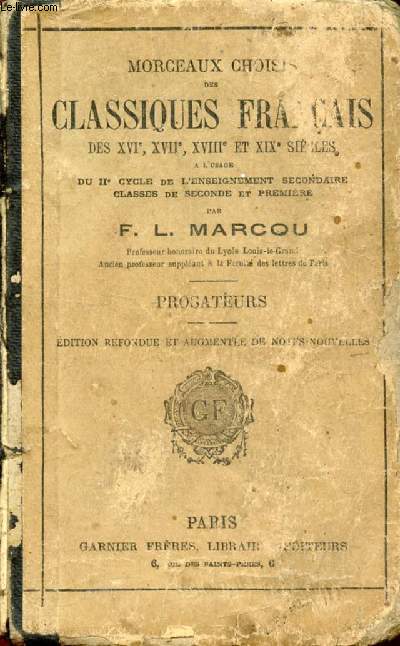 www.le-livre.com
MORCEAUX CHOISIS
DES
CLASSIQUES FRANÇAIS
DES XVIe, XVIIe, XVIIIe ET XIXe SIÈCLES
A L'USAGE
DU IIe CYCLE DE L'ENSEIGNEMENT SECONDAIRE
CLASSES DE SECONDE ET PREMIÈRE
PAR
F. L. MARCOU
Professeur honoraire du Lycée Louis-le-Grand
Ancien professeur suppléant à la Faculté des lettres de Paris
PROSATEURS
ÉDITION REFONDUE ET AUGMENTÉE DE NOTES NOUVELLES
GF
PARIS
GARNIER FRÈRES, LIBRAIRES-ÉDITEURS
6, RUE DES SAINTS-PÈRES, 6